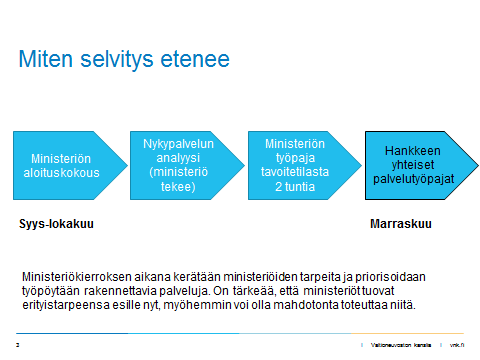 Miten selvitys etenee
Ministeriön
aloituskokous
Nykypalvelun
analyysi
(ministeriö
tekee)
Ministeriön
työpaja
tavoitetilasta
2 tuntia
Hankkeen
yhteiset
palvelutyöpajat
Syys-lokakuu
Marraskuu
Ministeriökierroksen aikana kerätään ministeriöiden tarpeita ja priorisoidaan
työpöytään rakennettavia palveluja. On tärkeää, että ministeriöt tuovat
erityistarpeensa esille nyt, myöhemmin voi olla mahdotonta toteuttaa niitä.
| Valtioneuvoston kanslia | vnk.fi